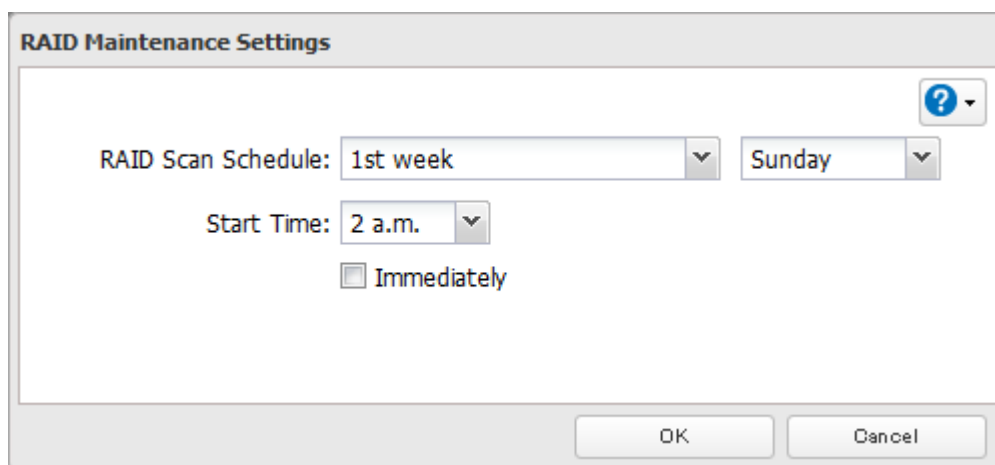 RAID Maintenance Settings
?
RAID Scan Schedule: 1st week Sunday
Start Time: 2 a.m.
Immediately
OK Cancel